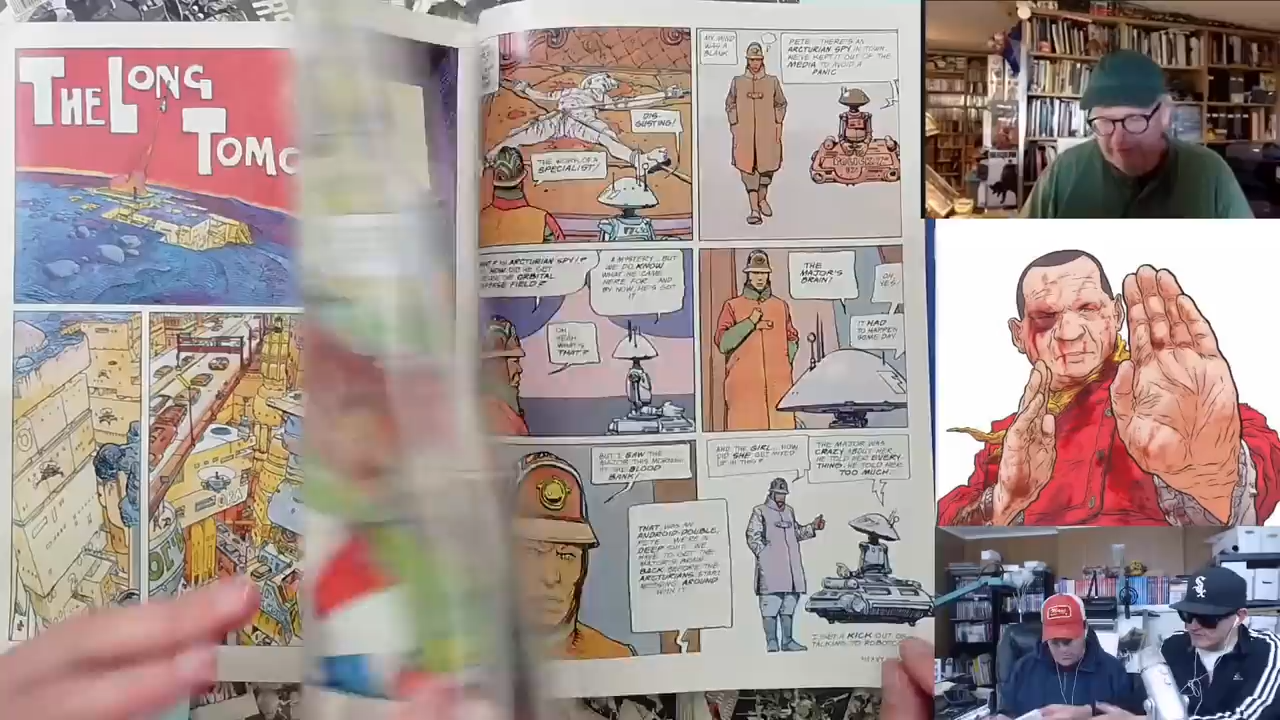 THE LONG
TOMO
DIS-
GUSTING!
THE WORK OF A
SPECIALIST!
MY MIND
WAS A
BLANK
PETE... THERE'S AN
ARCTURIAN SPY IN TOWN.
WE'VE KEPT IT OUT OF THE
MEDIA TO AVOID A
PANIC
ARCTURIAN SPY!?
HOW DID HE GET
ORBITAL
FIELD?
A MYSTERY... BUT
WE DO KNOW
WHAT HE CAME
HERE FOR... AND
BY NOW, HE'S GOT
IT
OH
YEAH
WHAT'S
THAT?
THE
MAJOR'S
BRAIN!
OH,
YES.
IT HAD
TO HAPPEN
SOME DAY
BUT I SAW THE
MAJOR THIS MORNING
AT THE BLOOD
BANK!
THAT WAS AN
ANDROID-DOUBLE,
PETE... WE'RE IN
DEEP
HAVE TO GET THE
MAJOR'S BRAIN
BACK BEFORE THE
ARCTURIANS START
MESSING AROUND
WITH IT
AND THE GIRL... HOW
DID SHE GET MIXED
UP IN THIS?
THE MAJOR WAS
CRAZY ABOUT HER
HE TOLD HER EVERY-
THING. HE TOLD HER
TOO MUCH.
I GET A KICK OUT OF
TALKING TO ROBOTS
HEAVY